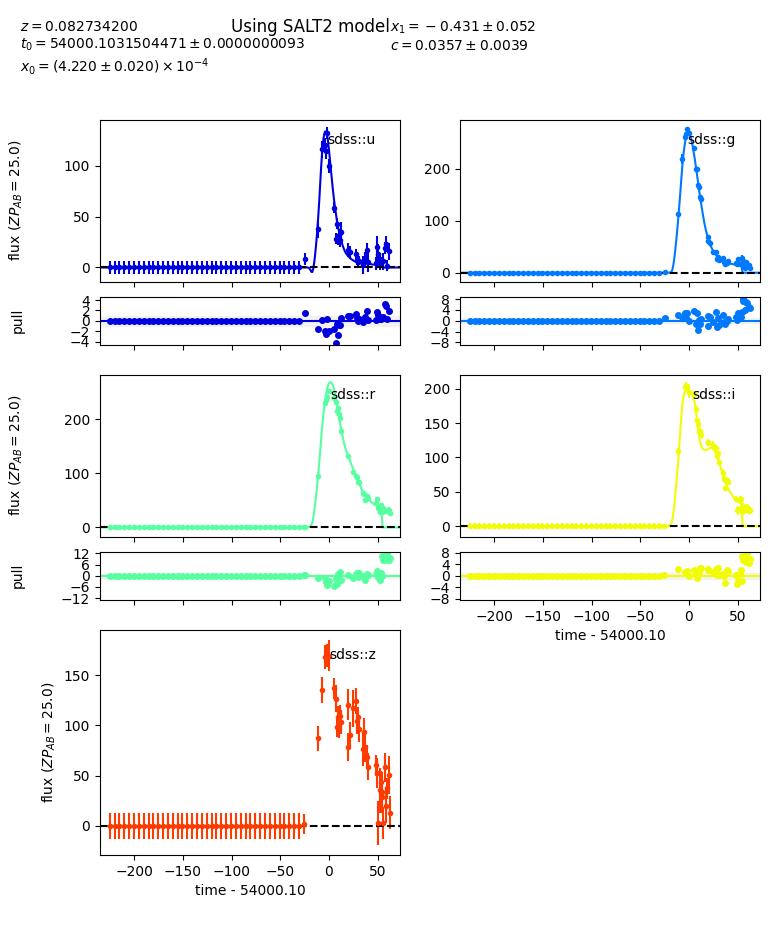 Using SALT2 model
z = 0.082734200
x₁ = −0.431 ± 0.052
t₀ = 54000.1031504471 ± 0.0000000093
c = 0.0357 ± 0.0039
x₀ = (4.220 ± 0.020) × 10⁻⁴
sdss::u
flux (ZP_AB = 25.0)
100
50
0
sdss::g
200
100
0
pull
4
2
0
−2
−4
8
4
0
−4
−8
sdss::r
flux (ZP_AB = 25.0)
200
100
0
sdss::i
200
150
100
50
0
pull
12
6
0
−6
−12
8
4
0
−4
−8
−200 −150 −100 −50 0 50
time - 54000.10
sdss::z
flux (ZP_AB = 25.0)
150
100
50
0
−200 −150 −100 −50 0 50
time - 54000.10